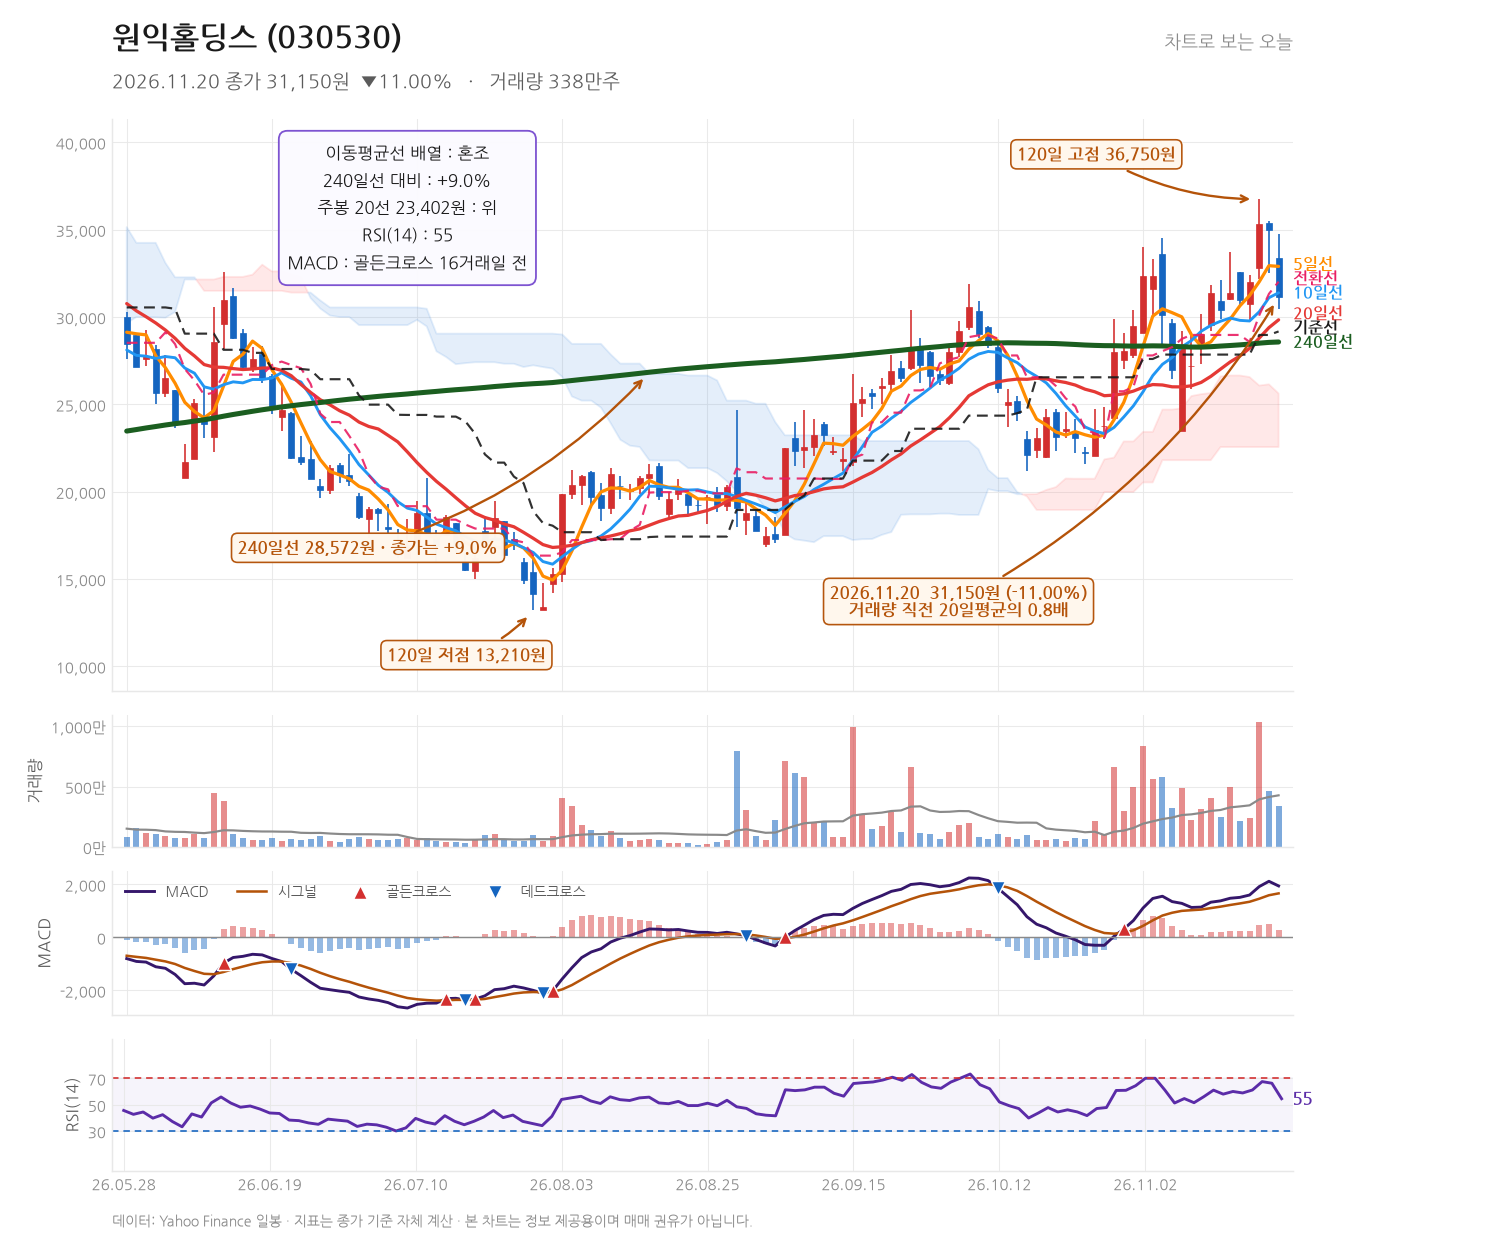 원익홀딩스 (030530)
차트로 보는 오늘
2026.11.20 종가 31,150원 ▼11.00% · 거래량 338만주
이동평균선 배열 : 혼조
240일선 대비 : +9.0%
주봉 20선 23,402원 : 위
RSI(14) : 55
MACD : 골든크로스 16거래일 전
120일 고점 36,750원
40,000
35,000
30,000
25,000
20,000
15,000
10,000
5일선
전환선
10일선
20일선
기준선
240일선
240일선 28,572원 · 종가는 +9.0%
2026.11.20 31,150원 (-11.00%)
거래량 직전 20일평균의 0.8배
120일 저점 13,210원
거래량
1,000만
500만
0만
MACD
2,000
0
-2,000
MACD
시그널
골든크로스
데드크로스
RSI(14)
70
50
30
55
26.05.28
26.06.19
26.07.10
26.08.03
26.08.25
26.09.15
26.10.12
26.11.02
데이터: Yahoo Finance 일봉 · 지표는 종가 기준 자체 계산 · 본 차트는 정보 제공용이며 매매 권유가 아닙니다.